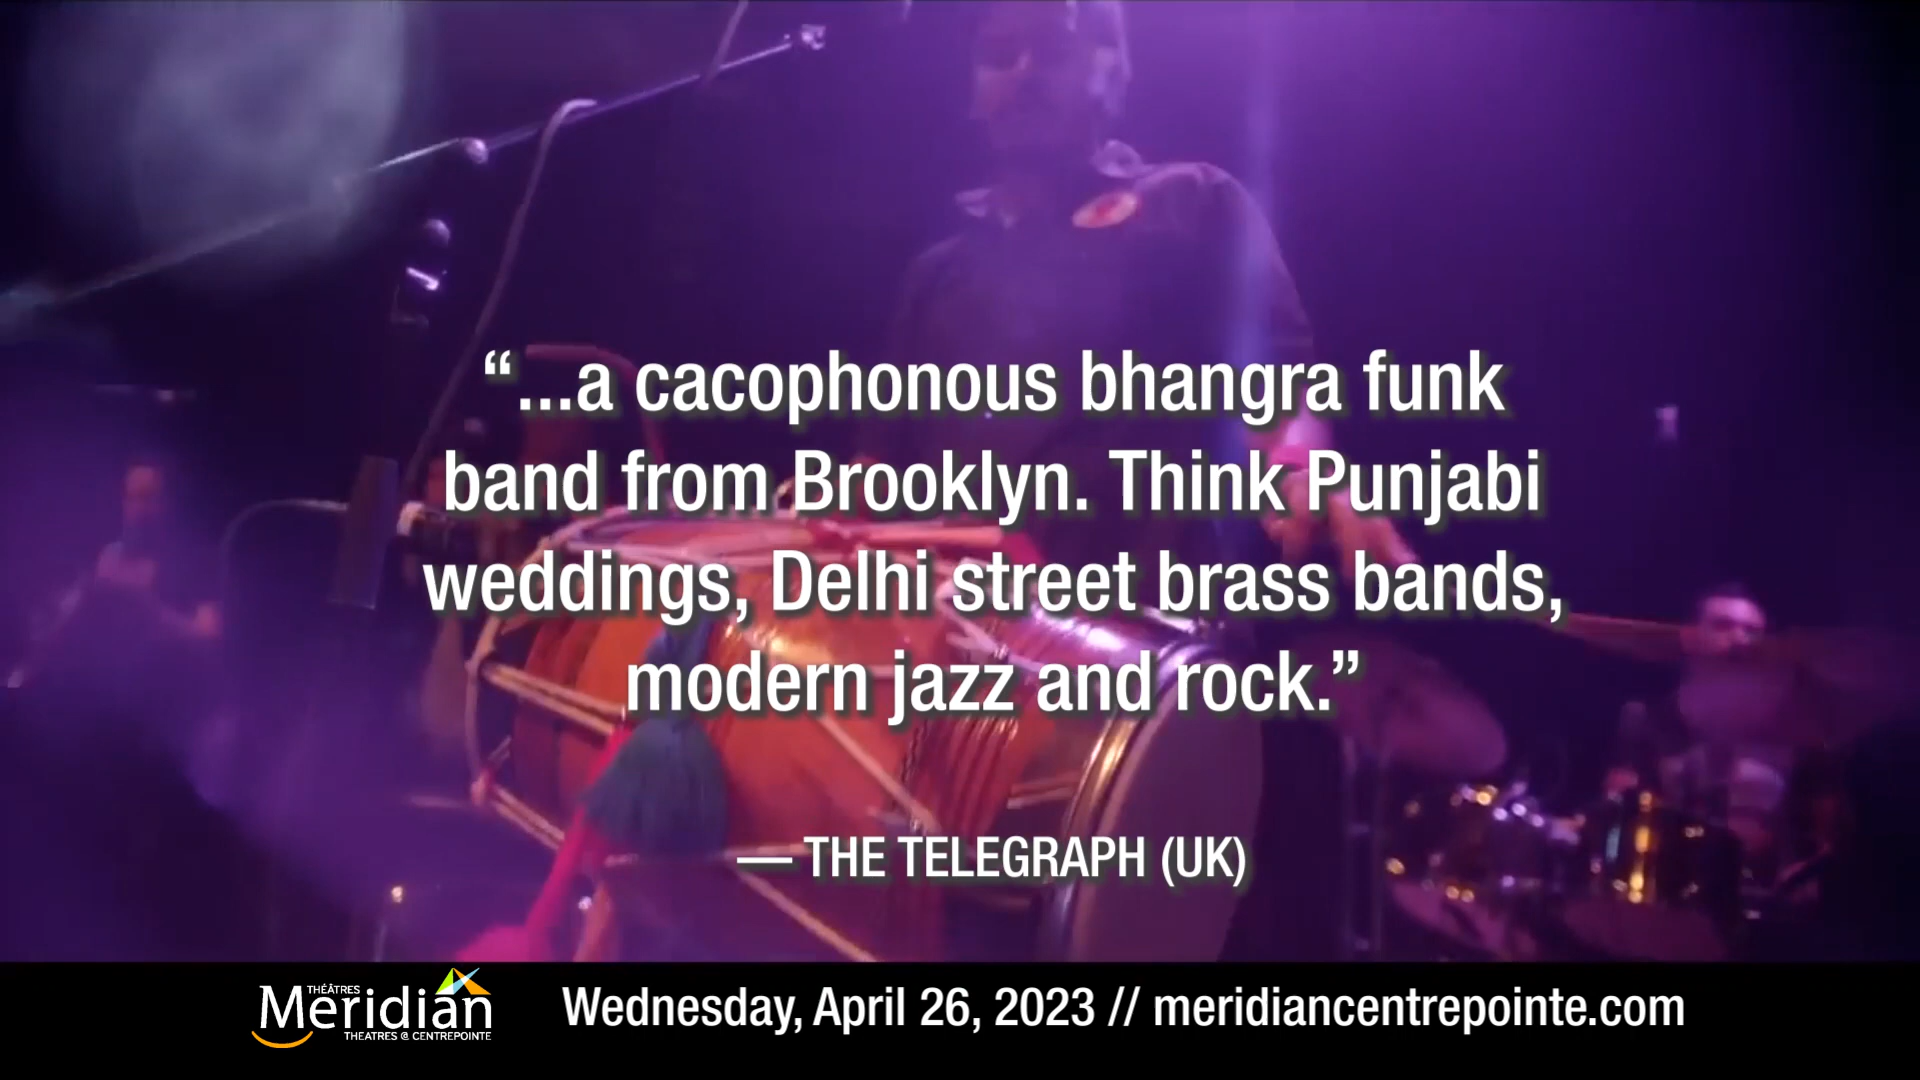 “...a cacophonous bhangra funk
band from Brooklyn. Think Punjabi
weddings, Delhi street brass bands,
modern jazz and rock.”
— THE TELEGRAPH (UK)
THÉÂTRES
Meridian
THEATRES @ CENTREPOINTE
Wednesday, April 26, 2023 // meridiancentrepointe.com